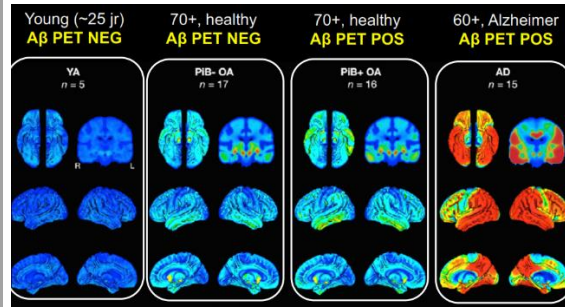 Young (~25 jr)
Aβ PET NEG
YA
n = 5
R
L
70+, healthy
Aβ PET NEG
PiB- OA
n = 17
70+, healthy
Aβ PET POS
PiB+ OA
n = 16
60+, Alzheimer
Aβ PET POS
AD
n = 15